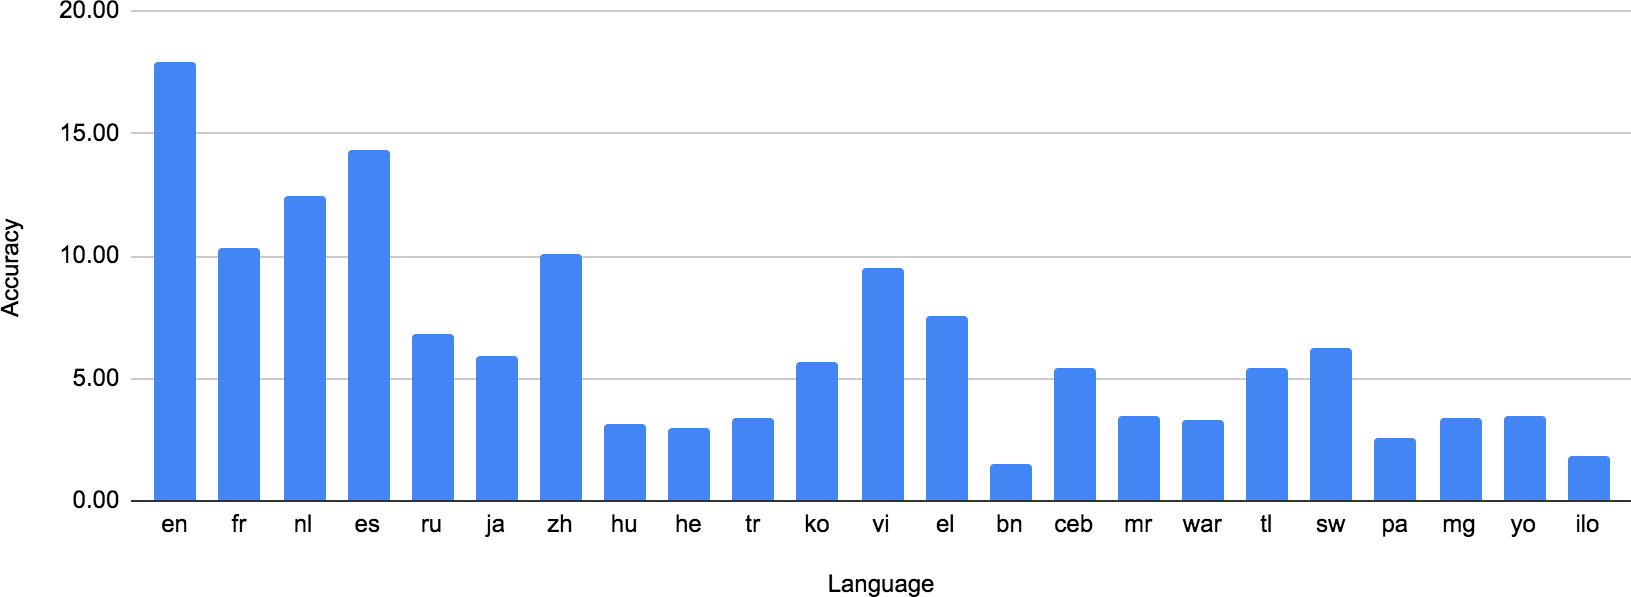 20.00
15.00
10.00
5.00
0.00
Accuracy
en fr nl es ru ja zh hu he tr ko vi el bn ceb mr war tl sw pa mg yo ilo
Language